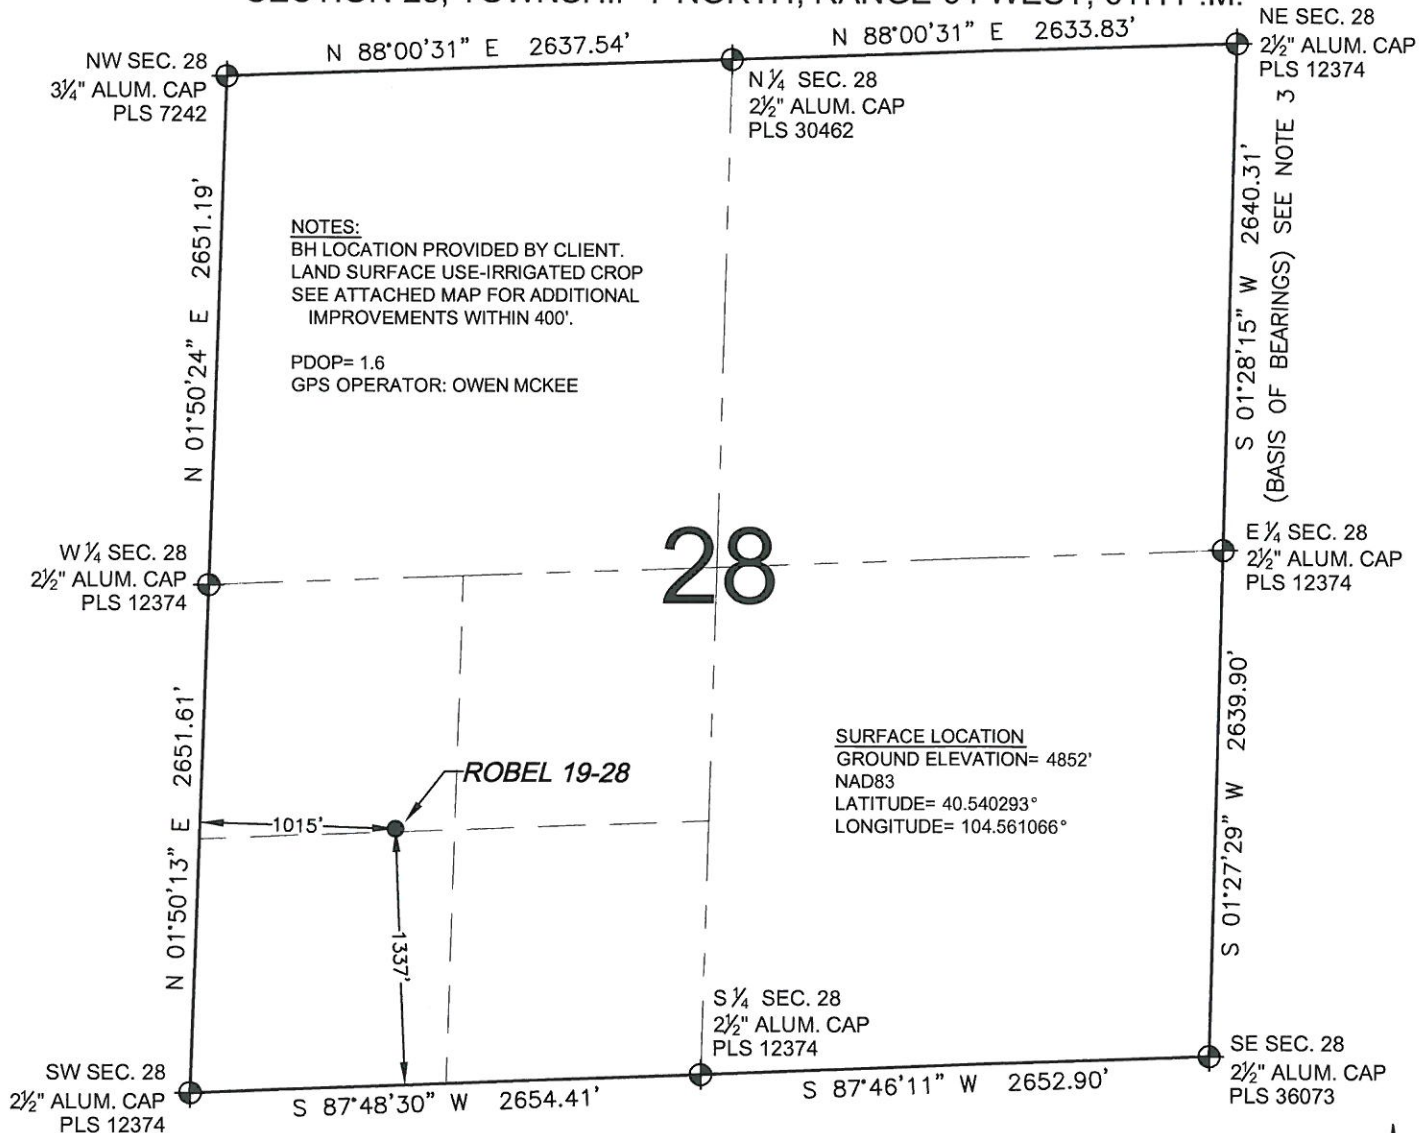 N 88°00'31" E 2637.54'
N 88°00'31" E 2633.83'
NE SEC. 28
2½" ALUM. CAP
PLS 12374
NW SEC. 28
3¼" ALUM. CAP
PLS 7242
N ¼ SEC. 28
2½" ALUM. CAP
PLS 30462
N 01°50'24" E 2651.19'
NOTES:
BH LOCATION PROVIDED BY CLIENT.
LAND SURFACE USE-IRRIGATED CROP
SEE ATTACHED MAP FOR ADDITIONAL
IMPROVEMENTS WITHIN 400'.
PDOP= 1.6
GPS OPERATOR: OWEN MCKEE
S 01°28'15" W 2640.31'
(BASIS OF BEARINGS) SEE NOTE 3
W ¼ SEC. 28
2½" ALUM. CAP
PLS 12374
28
E ¼ SEC. 28
2½" ALUM. CAP
PLS 12374
N 01°50'13" E 2651.61'
ROBEL 19-28
1015'
1337'
SURFACE LOCATION
GROUND ELEVATION= 4852'
NAD83
LATITUDE= 40.540293°
LONGITUDE= 104.561066°
S 01°27'29" W 2639.90'
S ¼ SEC. 28
2½" ALUM. CAP
PLS 12374
SW SEC. 28
2½" ALUM. CAP
PLS 12374
S 87°48'30" W 2654.41'
S 87°46'11" W 2652.90'
SE SEC. 28
2½" ALUM. CAP
PLS 36073